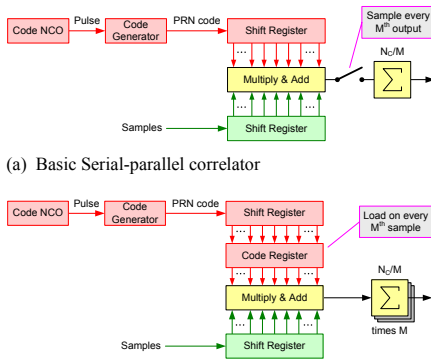 Code NCO
Pulse
Code
Generator
PRN code
Shift Register
Sample every
Mth output
...
...
Multiply & Add
NC/M
Σ
...
...
Samples
Shift Register
(a) Basic Serial-parallel correlator
Code NCO
Pulse
Code
Generator
PRN code
Shift Register
Load on every
Mth sample
...
...
Code Register
...
...
Multiply & Add
NC/M
Σ
times M
...
...
Samples
Shift Register